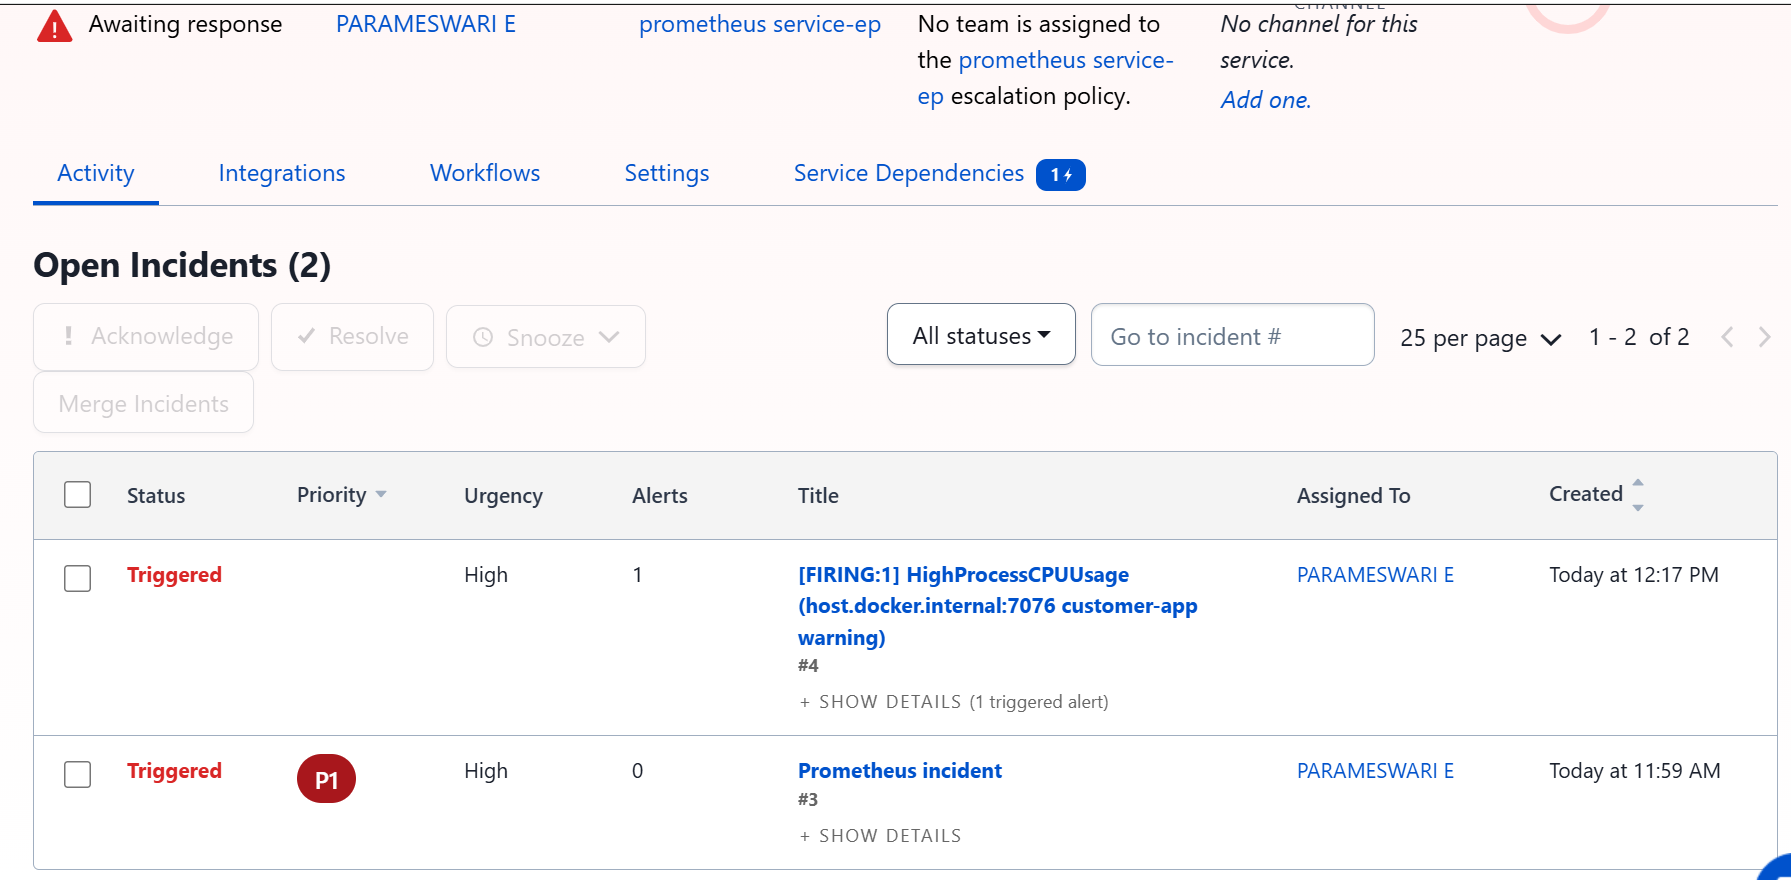 CHANNEL
Awaiting response
PARAMESWARI E
prometheus service-ep
No team is assigned to
the prometheus service-
ep escalation policy.
No channel for this
service.
Add one.
Activity
Integrations
Workflows
Settings
Service Dependencies 1
Open Incidents (2)
! Acknowledge
Resolve
Snooze
All statuses
Go to incident #
25 per page
1 - 2 of 2
Merge Incidents
Status Priority Urgency Alerts Title Assigned To Created
Triggered High 1 [FIRING:1] HighProcessCPUUsage PARAMESWARI E Today at 12:17 PM
(host.docker.internal:7076 customer-app
warning)
#4
+ SHOW DETAILS (1 triggered alert)
Triggered P1 High 0 Prometheus incident PARAMESWARI E Today at 11:59 AM
#3
+ SHOW DETAILS